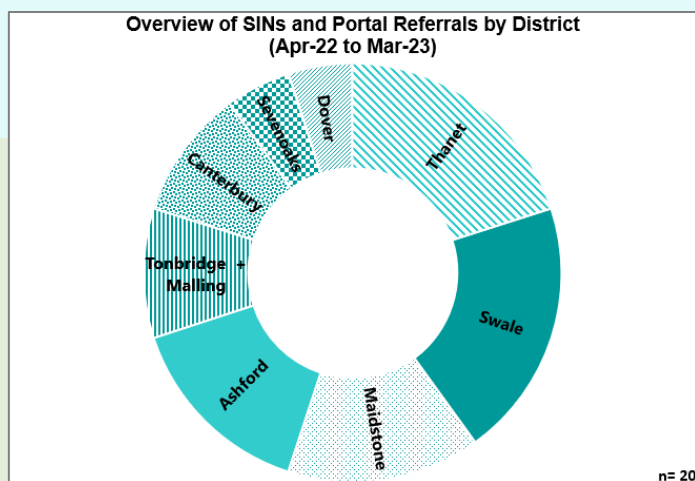 Overview of SINs and Portal Referrals by District
(Apr-22 to Mar-23)
Dover
Sevenoaks
Thanet
Canterbury
Tonbridge +
Malling
Swale
Ashford
Maidstone
n= 20